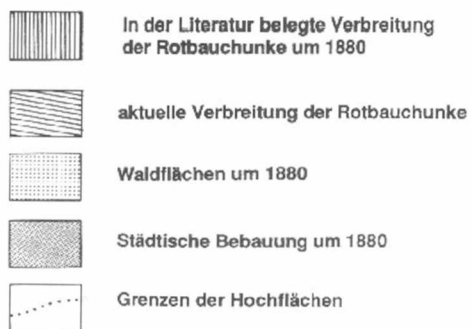 In der Literatur belegte Verbreitung
der Rotbauchunke um 1880
aktuelle Verbreitung der Rotbauchunke
Waldflächen um 1880
Städtische Bebauung um 1880
Grenzen der Hochflächen